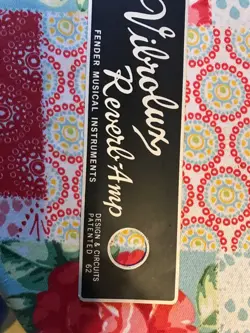 Vibrolux
Reverb-Amp
FENDER MUSICAL INSTRUMENTS
DESIGN & CIRCUITS
PATENTED 62